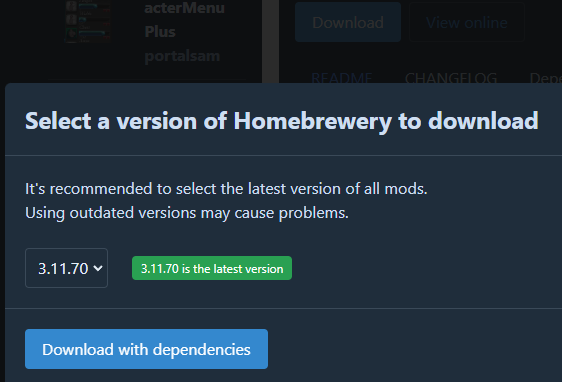 acterMenu
Plus
portalsam
Download
View online
README
CHANGELOG
Depe
Select a version of Homebrewery to download
It's recommended to select the latest version of all mods.
Using outdated versions may cause problems.
3.11.70
3.11.70 is the latest version
Download with dependencies